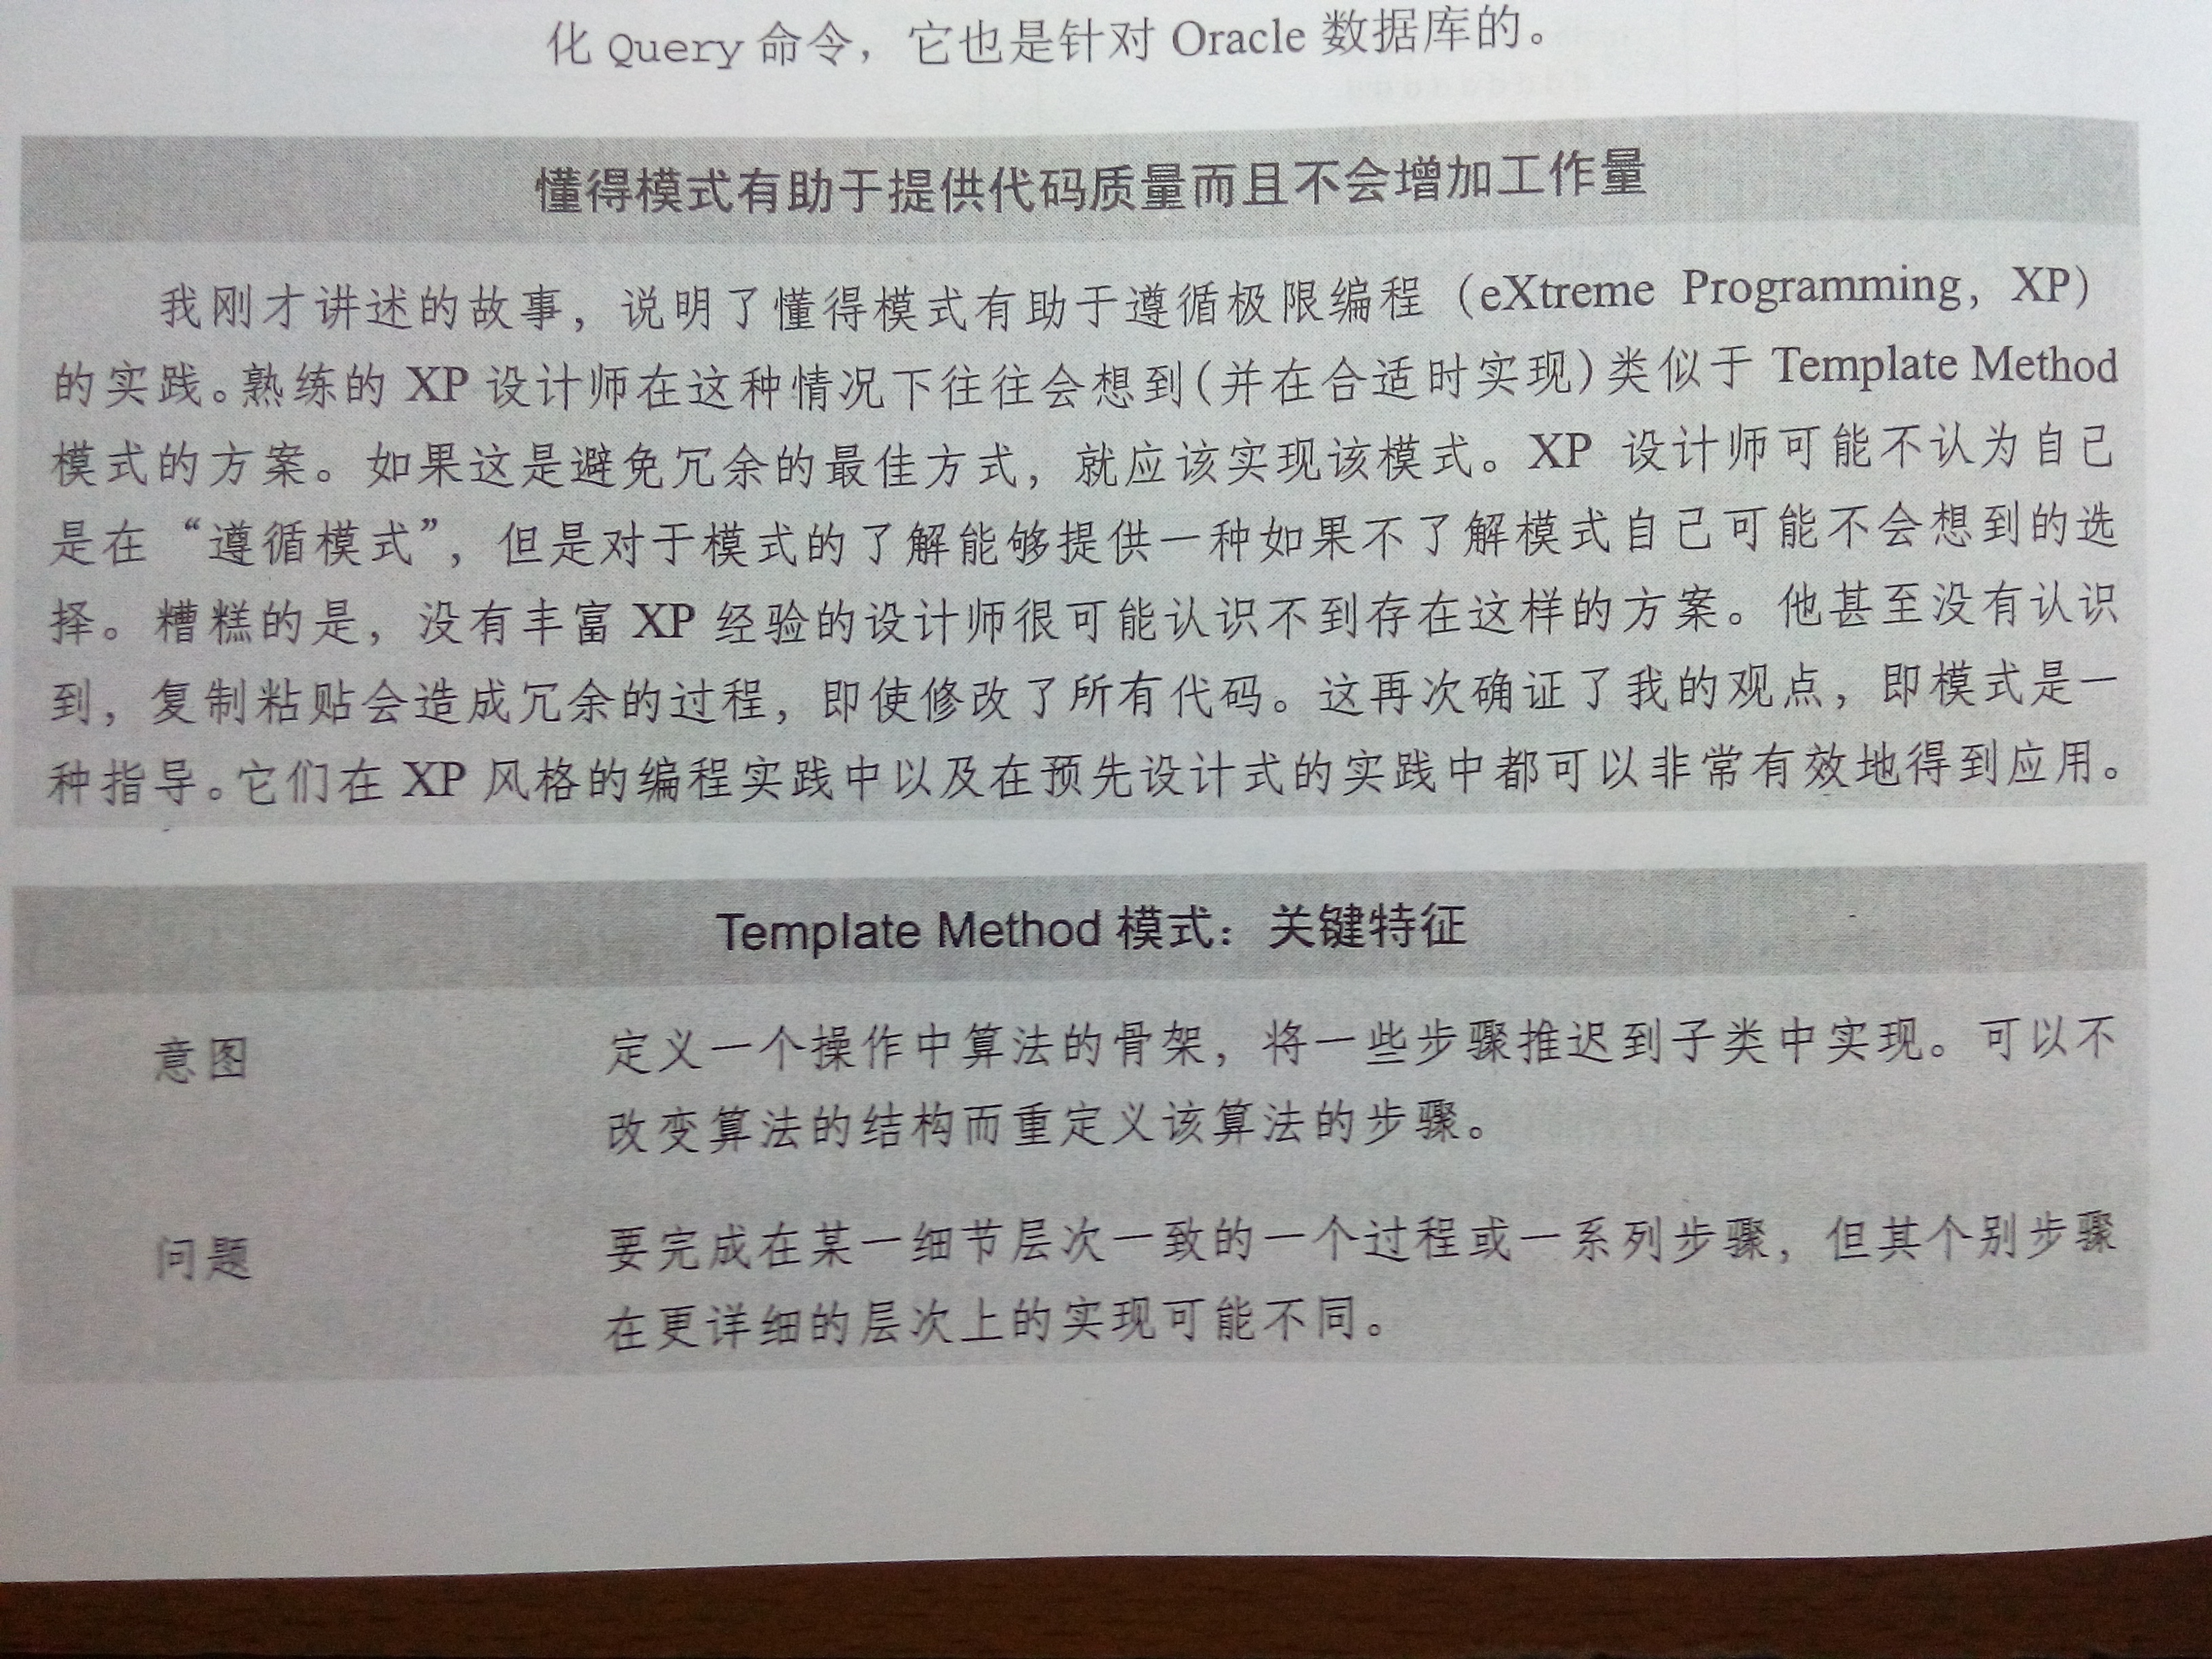 化 Query 命令，它也是针对 Oracle 数据库的。
懂得模式有助于提供代码质量而且不会增加工作量
我刚才讲述的故事，说明了懂得模式有助于遵循极限编程（eXtreme Programming，XP）
的实践。熟练的 XP 设计师在这种情况下往往会想到(并在合适时实现)类似于 Template Method
模式的方案。如果这是避免冗余的最佳方式，就应该实现该模式。XP 设计师可能不认为自己
是在“遵循模式”，但是对于模式的了解能够提供一种如果不了解模式自己可能不会想到的选
择。糟糕的是，没有丰富 XP 经验的设计师很可能认识不到存在这样的方案。他甚至没有认识
到，复制粘贴会造成冗余的过程，即使修改了所有代码。这再次确证了我的观点，即模式是一
种指导。它们在 XP 风格的编程实践中以及在预先设计式的实践中都可以非常有效地得到应用。
Template Method 模式：关键特征
意图 定义一个操作中算法的骨架，将一些步骤推迟到子类中实现。可以不
改变算法的结构而重定义该算法的步骤。
问题 要完成在某一细节层次一致的一个过程或一系列步骤，但其个别步骤
在更详细的层次上的实现可能不同。